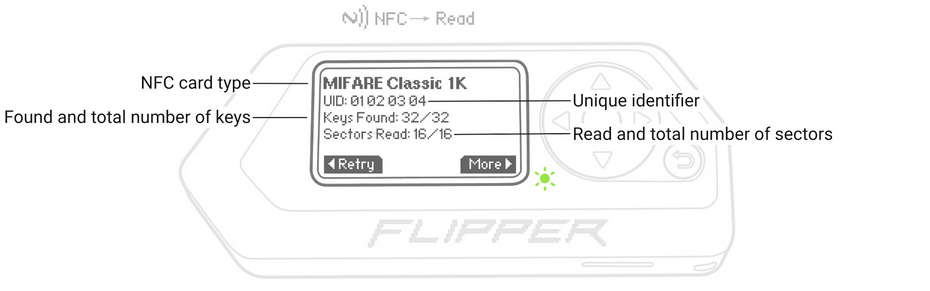 NFC → Read
NFC card type
MIFARE Classic 1K
UID: 01 02 03 04
Unique identifier
Found and total number of keys
Keys Found: 32/32
Sectors Read: 16/16
Read and total number of sectors
Retry
More
FLIPPER